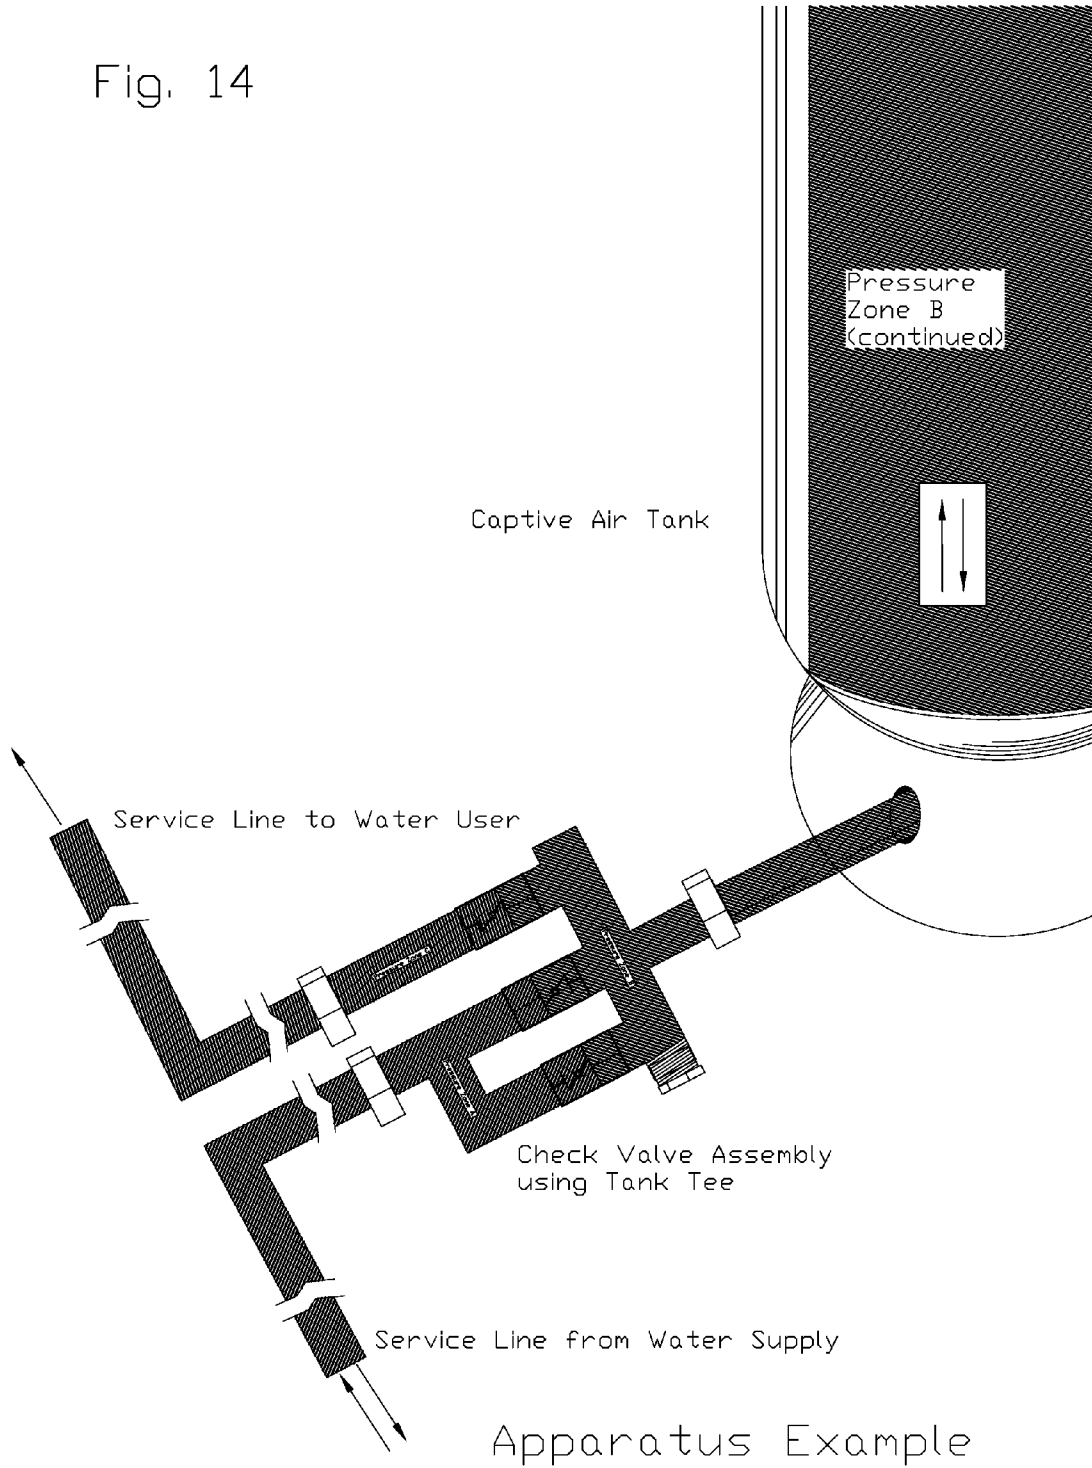 Fig. 14
Pressure
Zone B
(continued)
Captive Air Tank
Service Line to Water User
Check Valve Assembly
using Tank Tee
Service Line from Water Supply
Apparatus Example